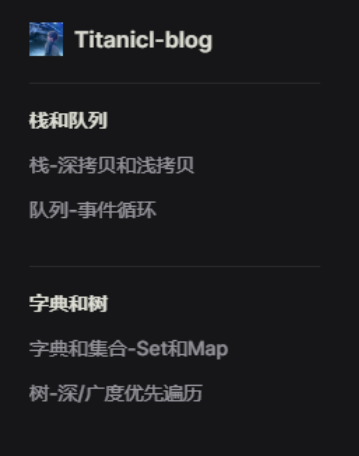 Titanicl-blog
栈和队列
栈-深拷贝和浅拷贝
队列-事件循环
字典和树
字典和集合-Set和Map
树-深/广度优先遍历